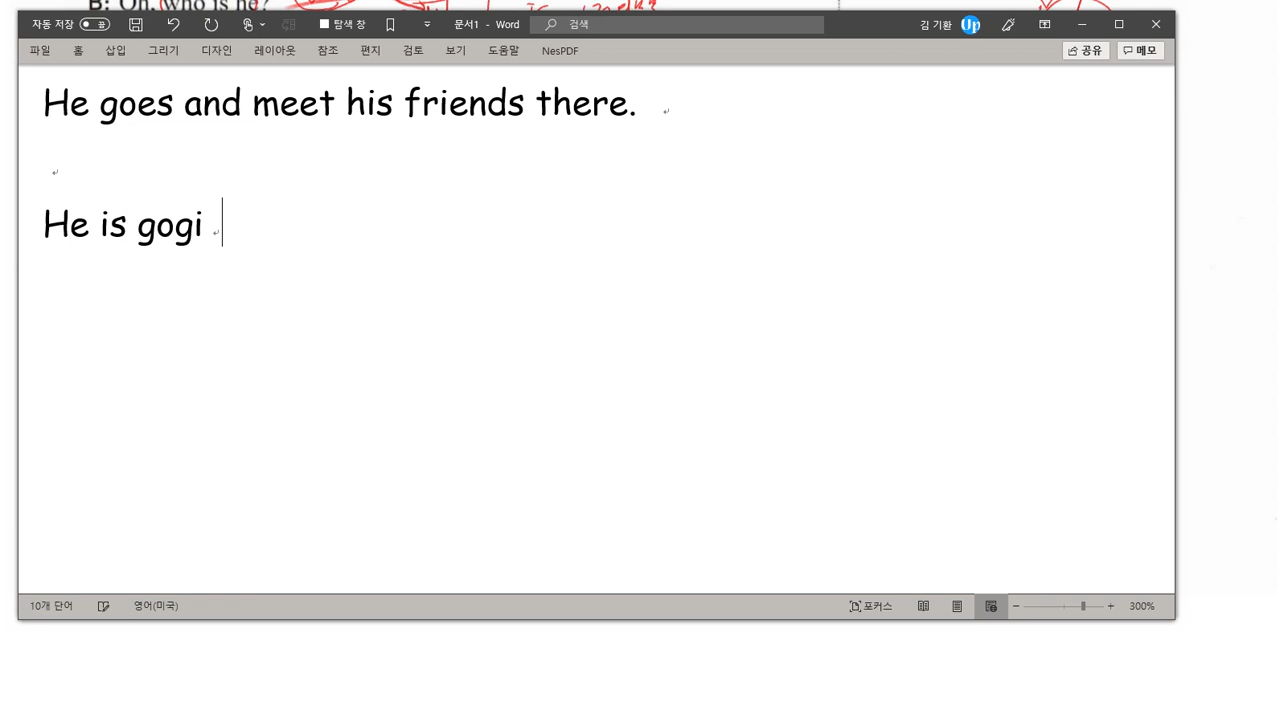 B: Oh, who is he?
자동 저장 끔 탐색 창 문서1 - Word 검색 김 기환
파일 홈 삽입 그리기 디자인 레이아웃 참조 편지 검토 보기 도움말 NesPDF 공유 메모
He goes and meet his friends there.
He is gogi
10개 단어 영어(미국) 포커스 300%